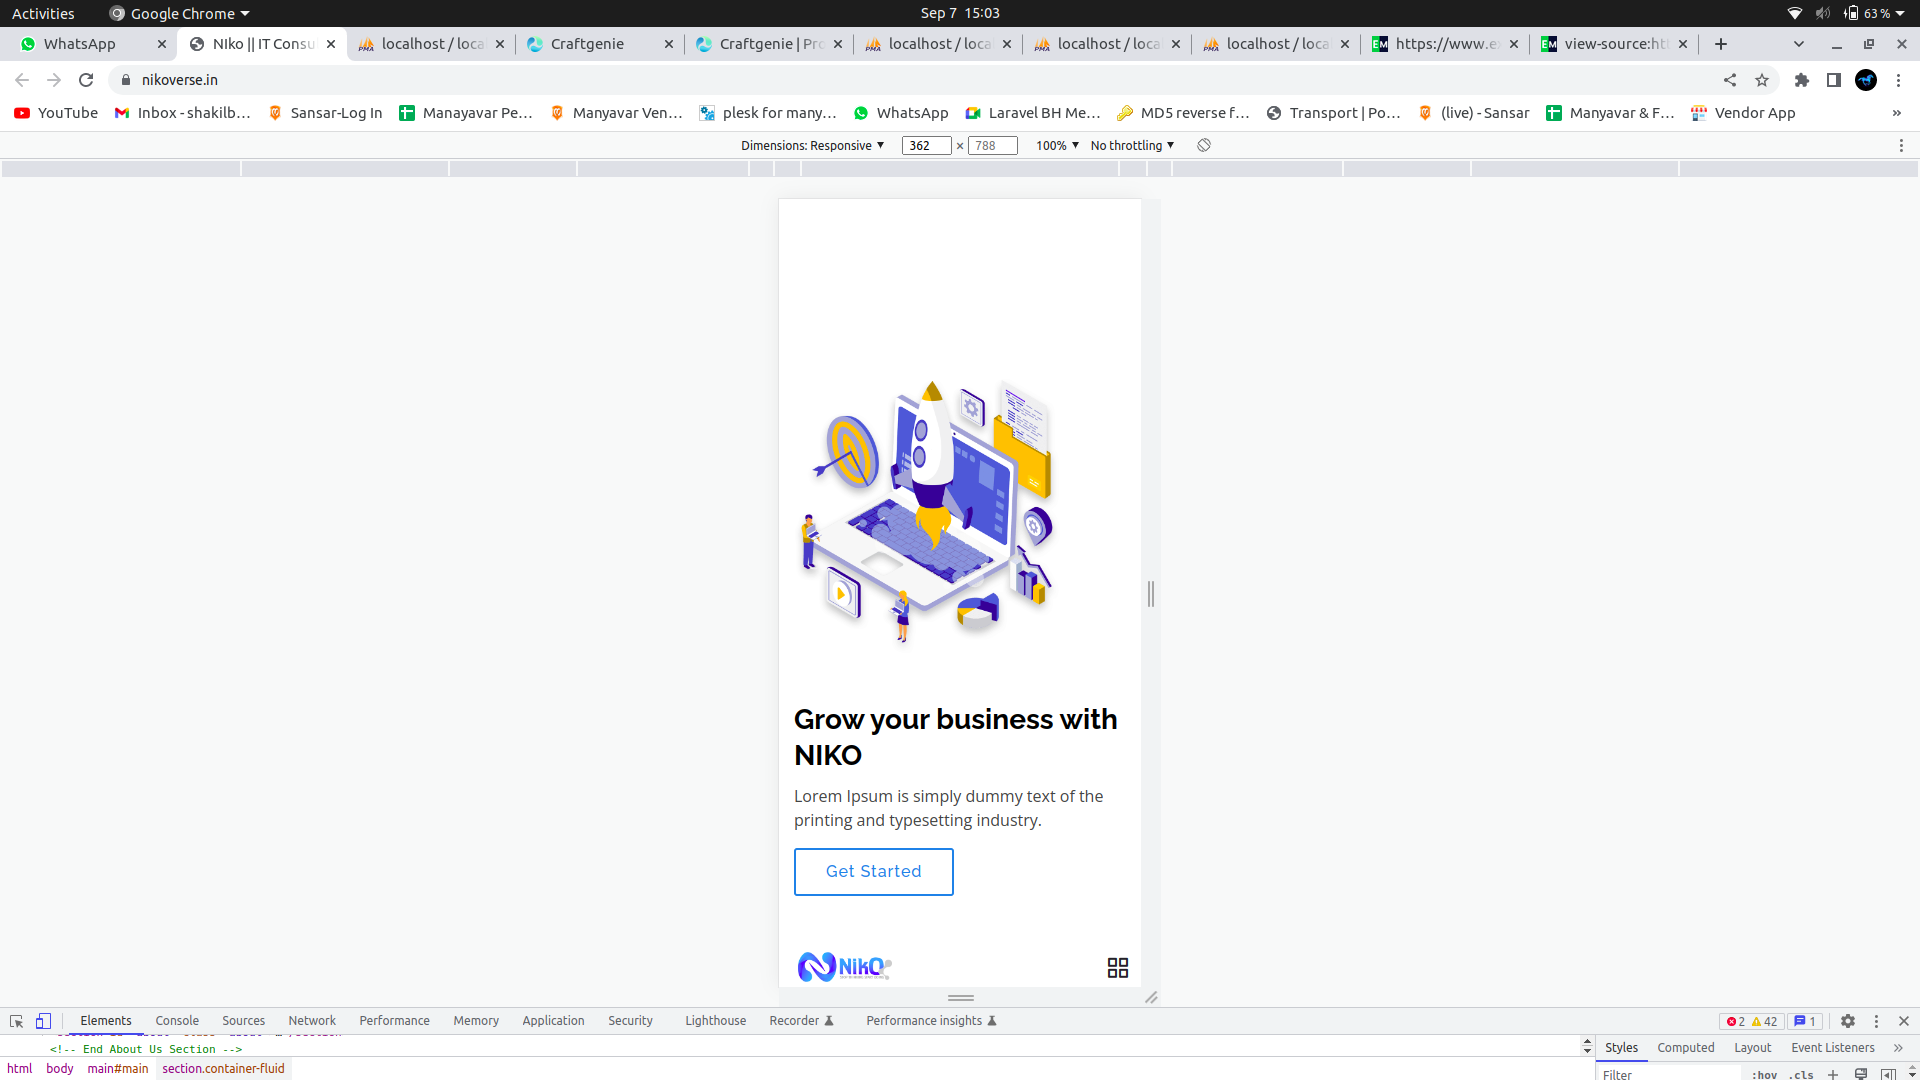 Activities
Google Chrome
Sep 7 15:03
63 %
WhatsApp
NIko || IT Consu
localhost / loca
Craftgenie
Craftgenie | Pro
localhost / loca
localhost / loca
localhost / loca
https://www.e
view-source:ht
nikoverse.in
YouTube
Inbox - shakilb...
Sansar-Log In
Manayavar Pe...
Manyavar Ven...
plesk for many...
WhatsApp
Laravel BH Me...
MD5 reverse f...
Transport | Po...
(live) - Sansar
Manyavar & F...
Vendor App
»
Dimensions: Responsive
362 × 788
100%
No throttling
Grow your business with
NIKO
Lorem Ipsum is simply dummy text of the
printing and typesetting industry.
Get Started
NikO
Elements
Console
Sources
Network
Performance
Memory
Application
Security
Lighthouse
Recorder
Performance insights
2
42
1
<!-- End About Us Section -->
html body main#main section.container-fluid
Styles
Computed
Layout
Event Listeners
»
Filter
:hov .cls